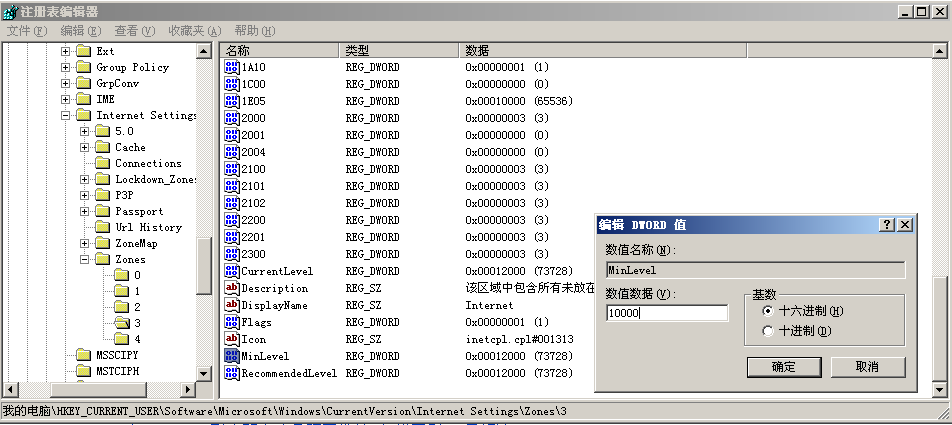 注册表编辑器
文件(F) 编辑(E) 查看(V) 收藏夹(A) 帮助(H)
Ext
Group Policy
GrpConv
IME
Internet Settings
5.0
Cache
Connections
Lockdown_Zones
P3P
Passport
Url History
ZoneMap
Zones
0
1
2
3
4
MSSCIPY
MSTCIPH
名称 类型 数据
1A10 REG_DWORD 0x00000001 (1)
1C00 REG_DWORD 0x00000000 (0)
1E05 REG_DWORD 0x00010000 (65536)
2000 REG_DWORD 0x00000003 (3)
2001 REG_DWORD 0x00000000 (0)
2004 REG_DWORD 0x00000000 (0)
2100 REG_DWORD 0x00000003 (3)
2101 REG_DWORD 0x00000003 (3)
2102 REG_DWORD 0x00000003 (3)
2200 REG_DWORD 0x00000003 (3)
2201 REG_DWORD 0x00000003 (3)
2300 REG_DWORD 0x00000003 (3)
CurrentLevel REG_DWORD 0x00012000 (73728)
Description REG_SZ 该区域中包含所有未放在
DisplayName REG_SZ Internet
Flags REG_DWORD 0x00000001 (1)
Icon REG_SZ inetcpl.cpl#001313
MinLevel REG_DWORD 0x00012000 (73728)
RecommendedLevel REG_DWORD 0x00012000 (73728)
编辑 DWORD 值
数值名称(N):
MinLevel
数值数据(V):
10000
基数
十六进制(H)
十进制(D)
确定 取消
我的电脑\HKEY_CURRENT_USER\Software\Microsoft\Windows\CurrentVersion\Internet Settings\Zones\3